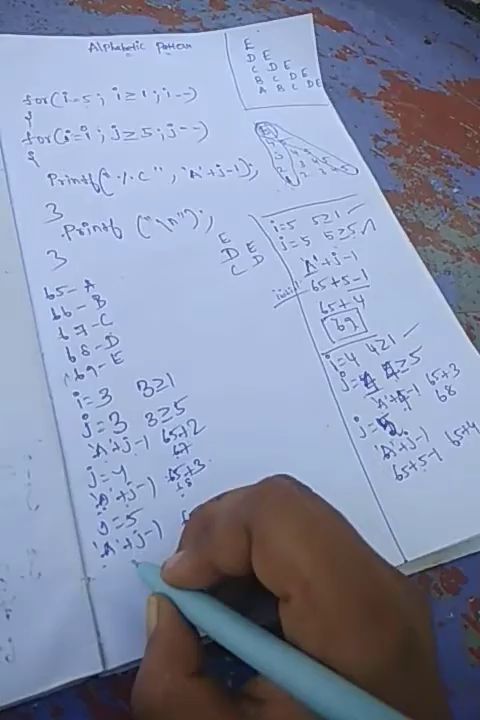 Alphabetic Pattern
E
D E
C D E
B C D E
A B C D E
for(i=5; i≥1; i--)
{
for(j=i; j≥5; j--)
{
Printf("%c", 'A'+j-1);
}
Printf ("\n");
}
E
D E
C D
65-A
66-B
67-C
68-D
69-E
i=3 3≥1
j=3 3≥5
'A'+j-1 65+2
67
j=4
'A'+j-1 65+3
68
j=5
'A'+j-1
i=5 5≥1 ✓
j=5 5≥5 ✓
'A'+j-1
65+5-1
65+4
69
i=4 4≥1 ✓
j=4 4≥5
'A'+4-1 65+3
68
j=5
'A'+j-1
65+5-1 65+4